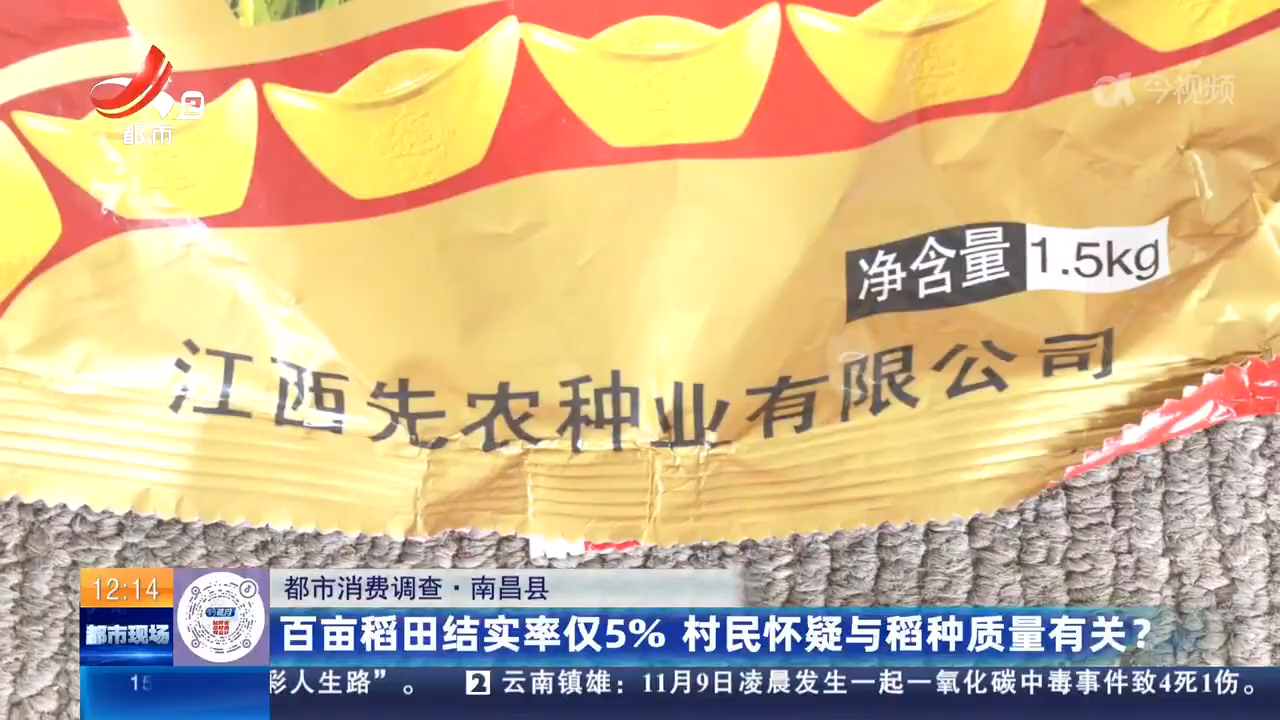 都市
今视频
净含量 1.5kg
江西先农种业有限公司
12:14
都市消费调查·南昌县
都市现场
百亩稻田结实率仅5% 村民怀疑与稻种质量有关？
15
彩人生路”。 2 云南镇雄：11月9日凌晨发生一起一氧化碳中毒事件致4死1伤。